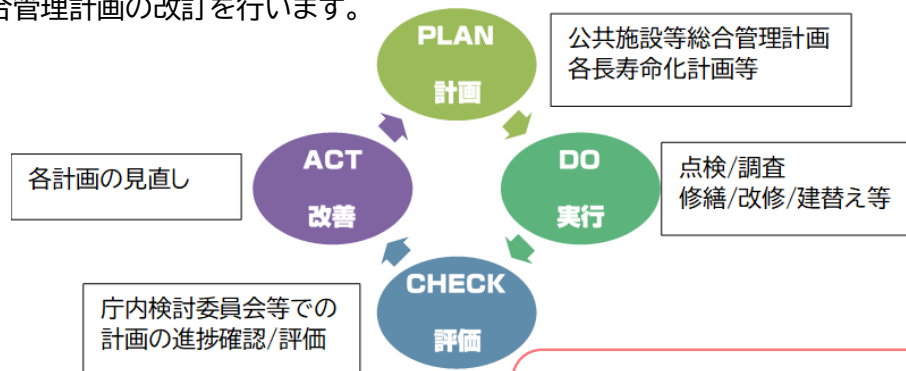 合管理計画の改訂を行います。
PLAN
計画
公共施設等総合管理計画
各長寿命化計画等
ACT
改善
各計画の見直し
DO
実行
点検/調査
修繕/改修/建替え等
CHECK
評価
庁内検討委員会等での
計画の進捗確認/評価